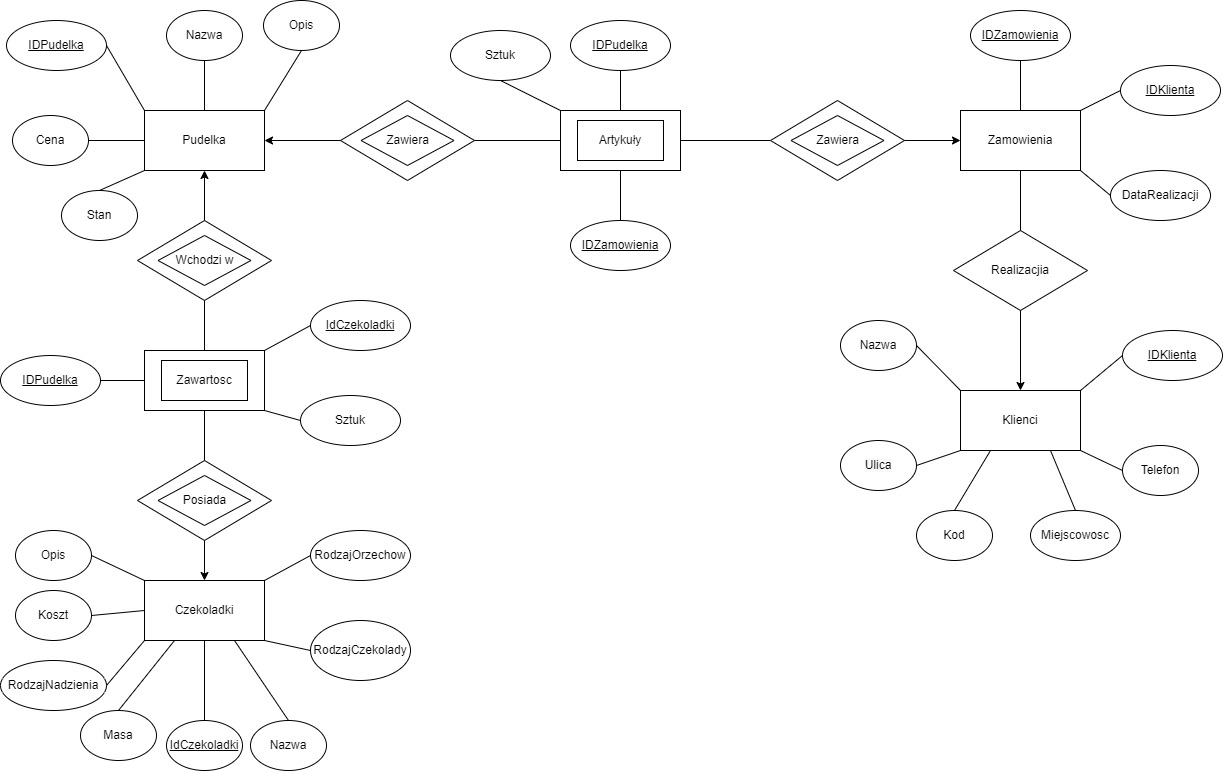 Opis
Nazwa
IDPudelka
Cena
Pudelka
Stan
Zawiera
Sztuk
IDPudelka
Artykuły
IDZamowienia
Zawiera
IDZamowienia
IDKlienta
Zamowienia
DataRealizacji
Wchodzi w
Realizacjia
IdCzekoladki
IDPudelka
Zawartosc
Sztuk
Nazwa
IDKlienta
Klienci
Ulica
Telefon
Kod
Miejscowosc
Posiada
Opis
RodzajOrzechow
Koszt
Czekoladki
RodzajCzekolady
RodzajNadzienia
Masa
IdCzekoladki
Nazwa